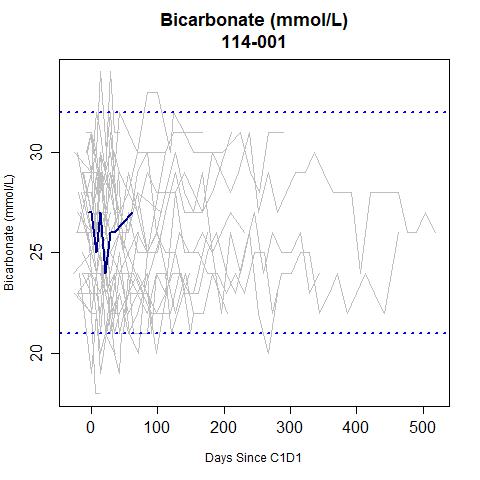 Bicarbonate (mmol/L)
114-001
Bicarbonate (mmol/L)
30
25
20
0 100 200 300 400 500
Days Since C1D1